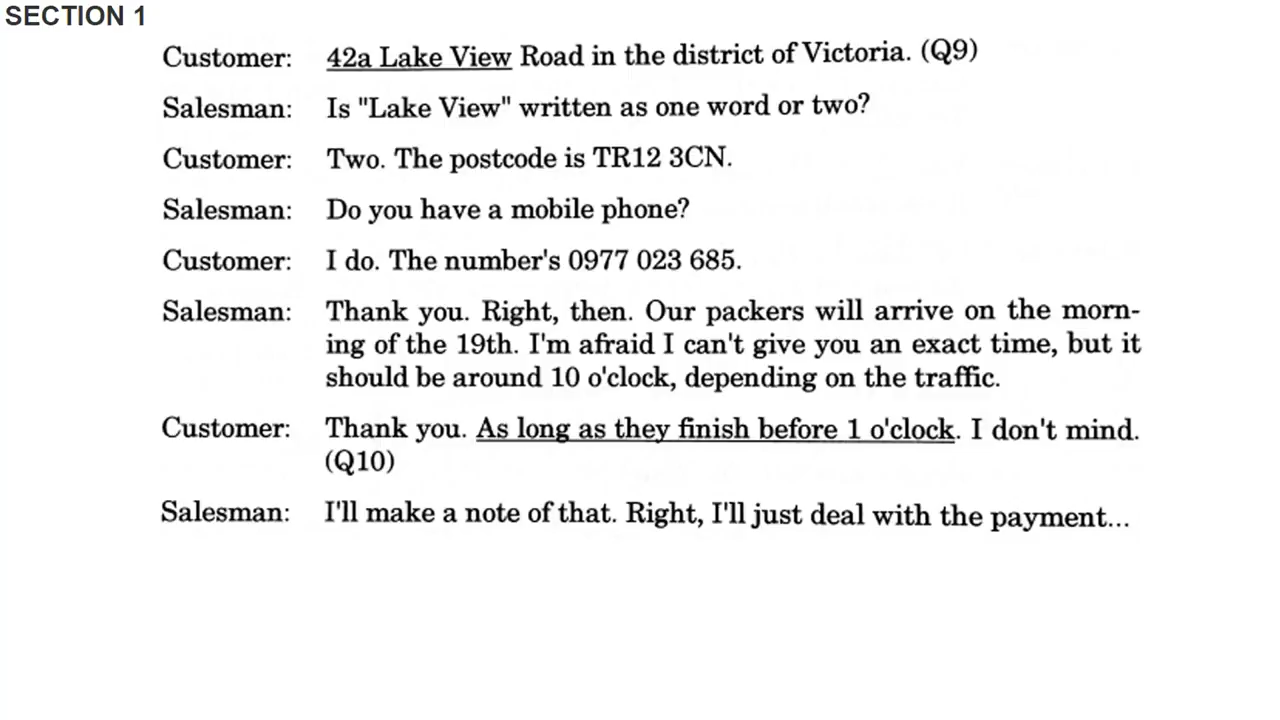 SECTION 1
Customer: 42a Lake View Road in the district of Victoria. (Q9)
Salesman: Is "Lake View" written as one word or two?
Customer: Two. The postcode is TR12 3CN.
Salesman: Do you have a mobile phone?
Customer: I do. The number's 0977 023 685.
Salesman: Thank you. Right, then. Our packers will arrive on the morn-
ing of the 19th. I'm afraid I can't give you an exact time, but it
should be around 10 o'clock, depending on the traffic.
Customer: Thank you. As long as they finish before 1 o'clock. I don't mind.
(Q10)
Salesman: I'll make a note of that. Right, I'll just deal with the payment...